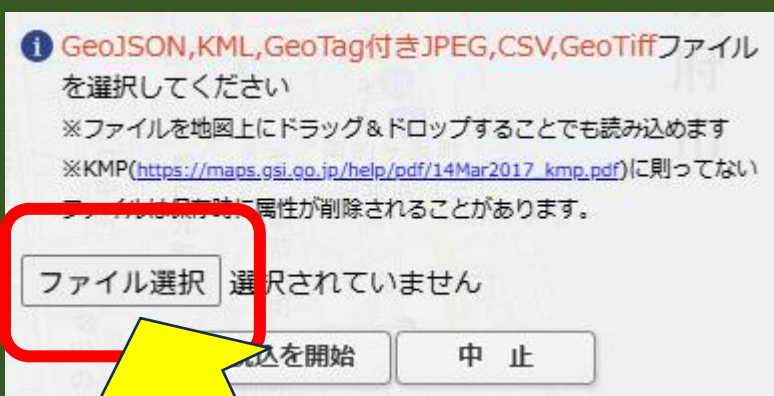 GeoJSON,KML,GeoTag付きJPEG,CSV,GeoTiffファイル
を選択してください
※ファイルを地図上にドラッグ&ドロップすることでも読み込めます
※KMP(https://maps.gsi.go.jp/help/pdf/14Mar2017_kmp.pdf)に則ってない
ファイルは保存時に属性が削除されることがあります。
ファイル選択 選択されていません
込を開始 中 止